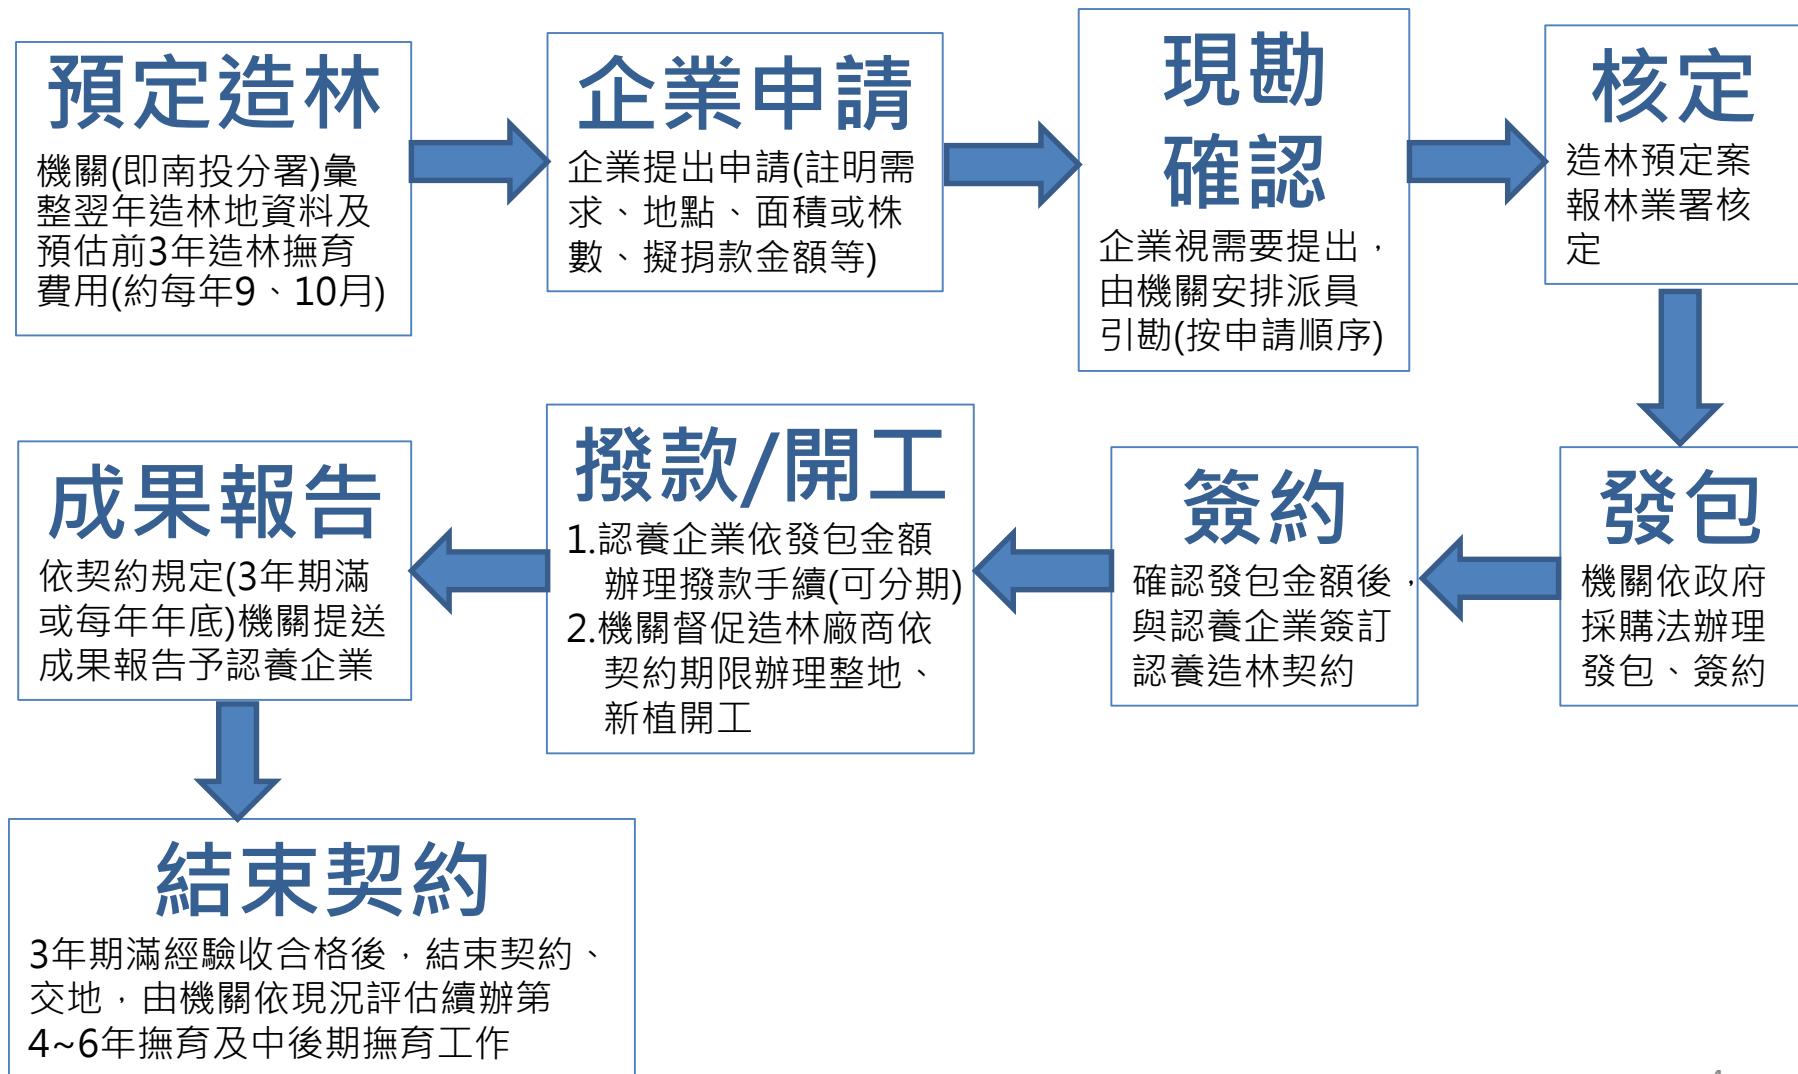 預定造林
機關(即南投分署)彙
整翌年造林地資料及
預估前3年造林撫育
費用(約每年9、10月)
企業申請
企業提出申請(註明需
求、地點、面積或株
數、擬捐款金額等)
現勘
確認
企業視需要提出，
由機關安排派員
引勘(按申請順序)
核定
造林預定案
報林業署核
定
發包
機關依政府
採購法辦理
發包、簽約
簽約
確認發包金額後，
與認養企業簽訂
認養造林契約
撥款/開工
1.認養企業依發包金額
辦理撥款手續(可分期)
2.機關督促造林廠商依
契約期限辦理整地、
新植開工
成果報告
依契約規定(3年期滿
或每年年底)機關提送
成果報告予認養企業
結束契約
3年期滿經驗收合格後，結束契約、
交地，由機關依現況評估續辦第
4~6年撫育及中後期撫育工作